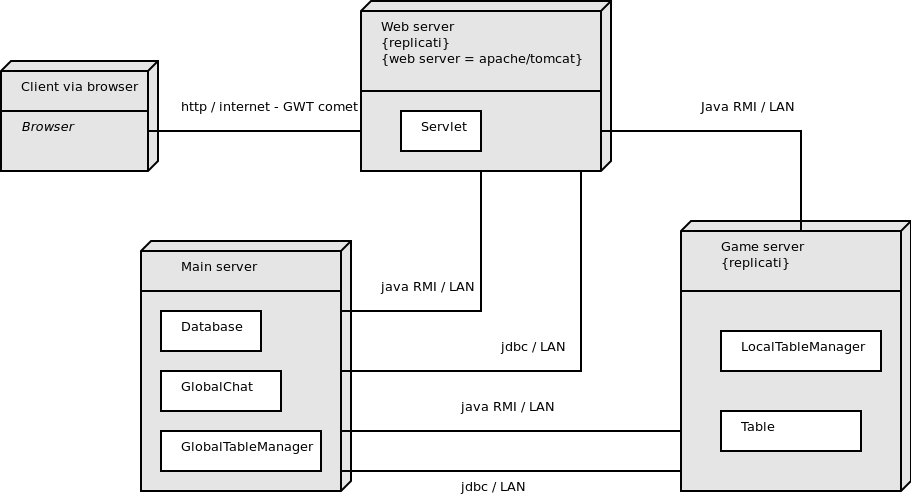 Web server
{replicati}
{web server = apache/tomcat}
Servlet
Client via browser
Browser
http / internet - GWT comet
Java RMI / LAN
Game server
{replicati}
LocalTableManager
Table
Main server
Database
GlobalChat
GlobalTableManager
java RMI / LAN
jdbc / LAN
java RMI / LAN
jdbc / LAN